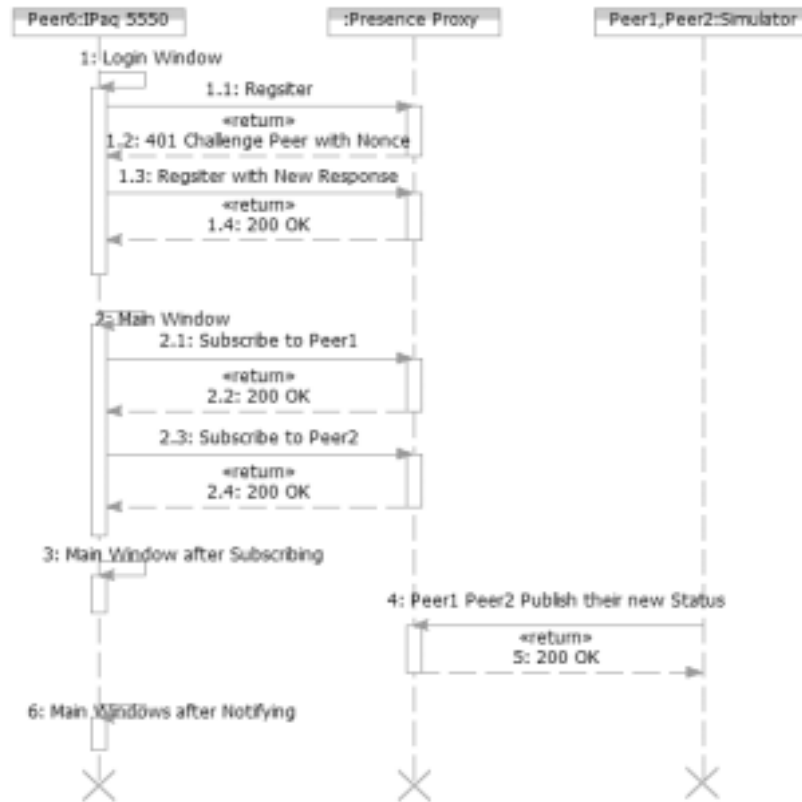 Peer6:IPaq 5550
:Presence Proxy
Peer1,Peer2:Simulator
1: Login Window
1.1: Regsiter
«return»
1.2: 401 Challenge Peer with Nonce
1.3: Regsiter with New Response
«return»
1.4: 200 OK
2: Main Window
2.1: Subscribe to Peer1
«return»
2.2: 200 OK
2.3: Subscribe to Peer2
«return»
2.4: 200 OK
3: Main Window after Subscribing
4: Peer1 Peer2 Publish their new Status
«return»
5: 200 OK
6: Main Windows after Notifying